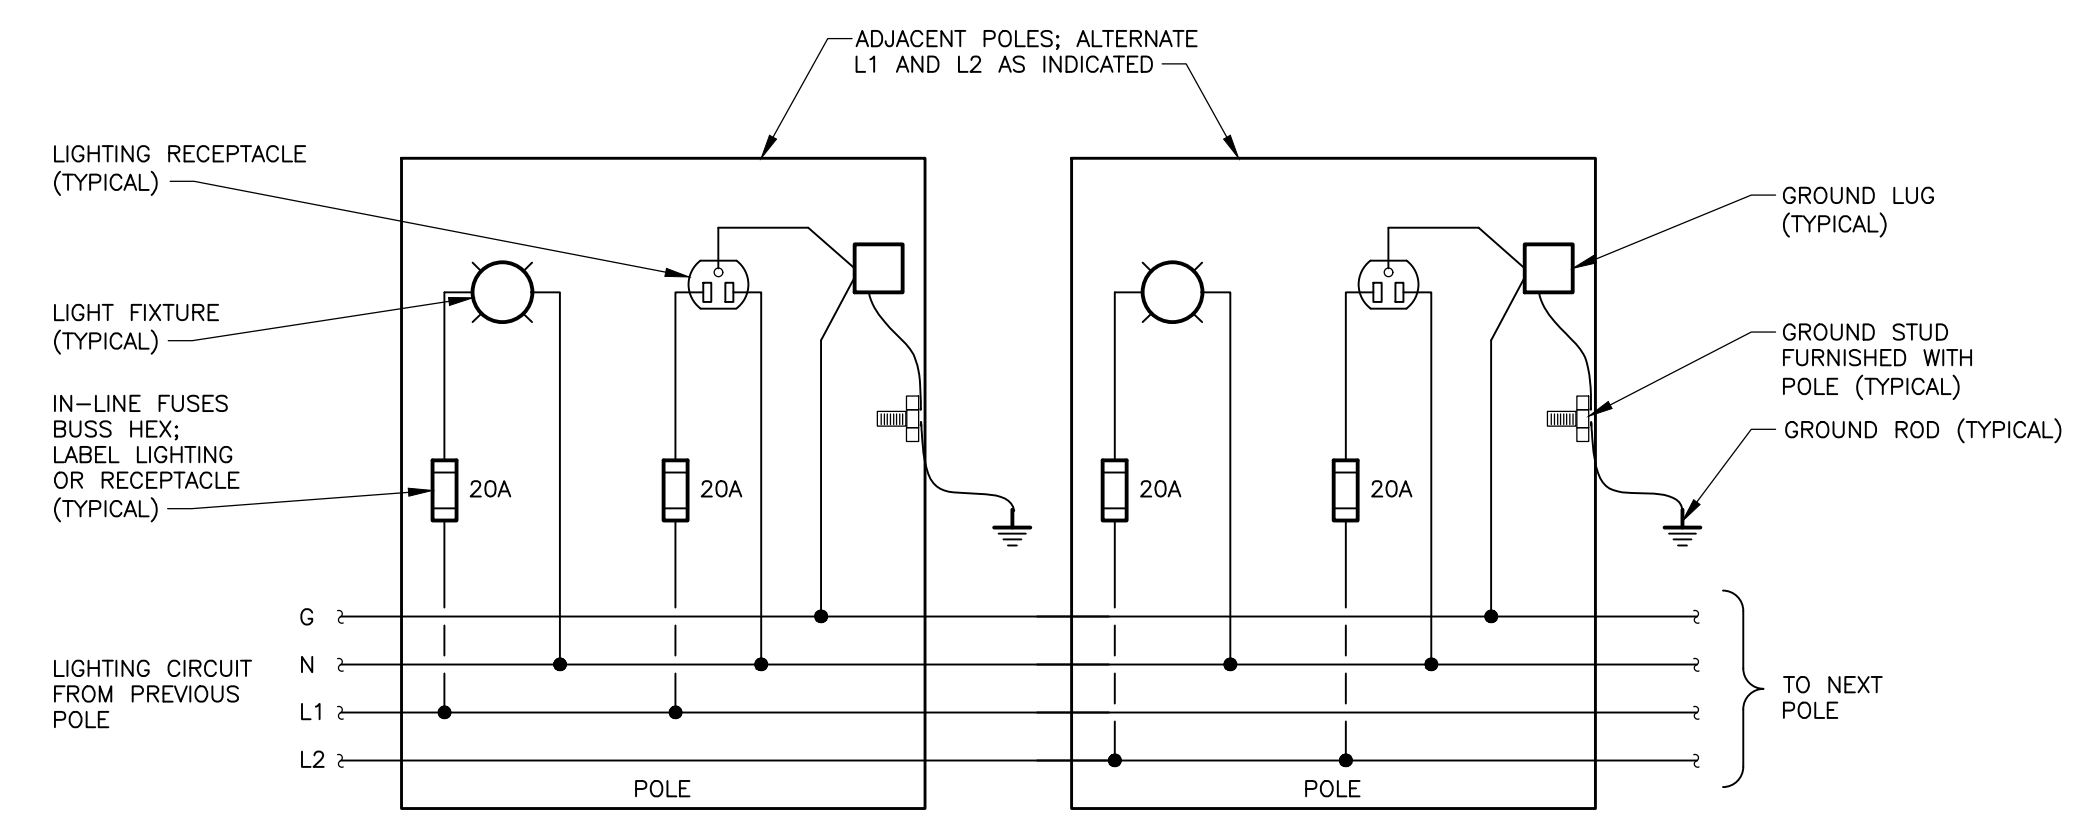 ADJACENT POLES; ALTERNATE
L1 AND L2 AS INDICATED
LIGHTING RECEPTACLE
(TYPICAL)
LIGHT FIXTURE
(TYPICAL)
IN-LINE FUSES
BUSS HEX;
LABEL LIGHTING
OR RECEPTACLE
(TYPICAL)
20A
20A
20A
20A
GROUND LUG
(TYPICAL)
GROUND STUD
FURNISHED WITH
POLE (TYPICAL)
GROUND ROD (TYPICAL)
LIGHTING CIRCUIT
FROM PREVIOUS
POLE
G
N
L1
L2
POLE
POLE
TO NEXT
POLE